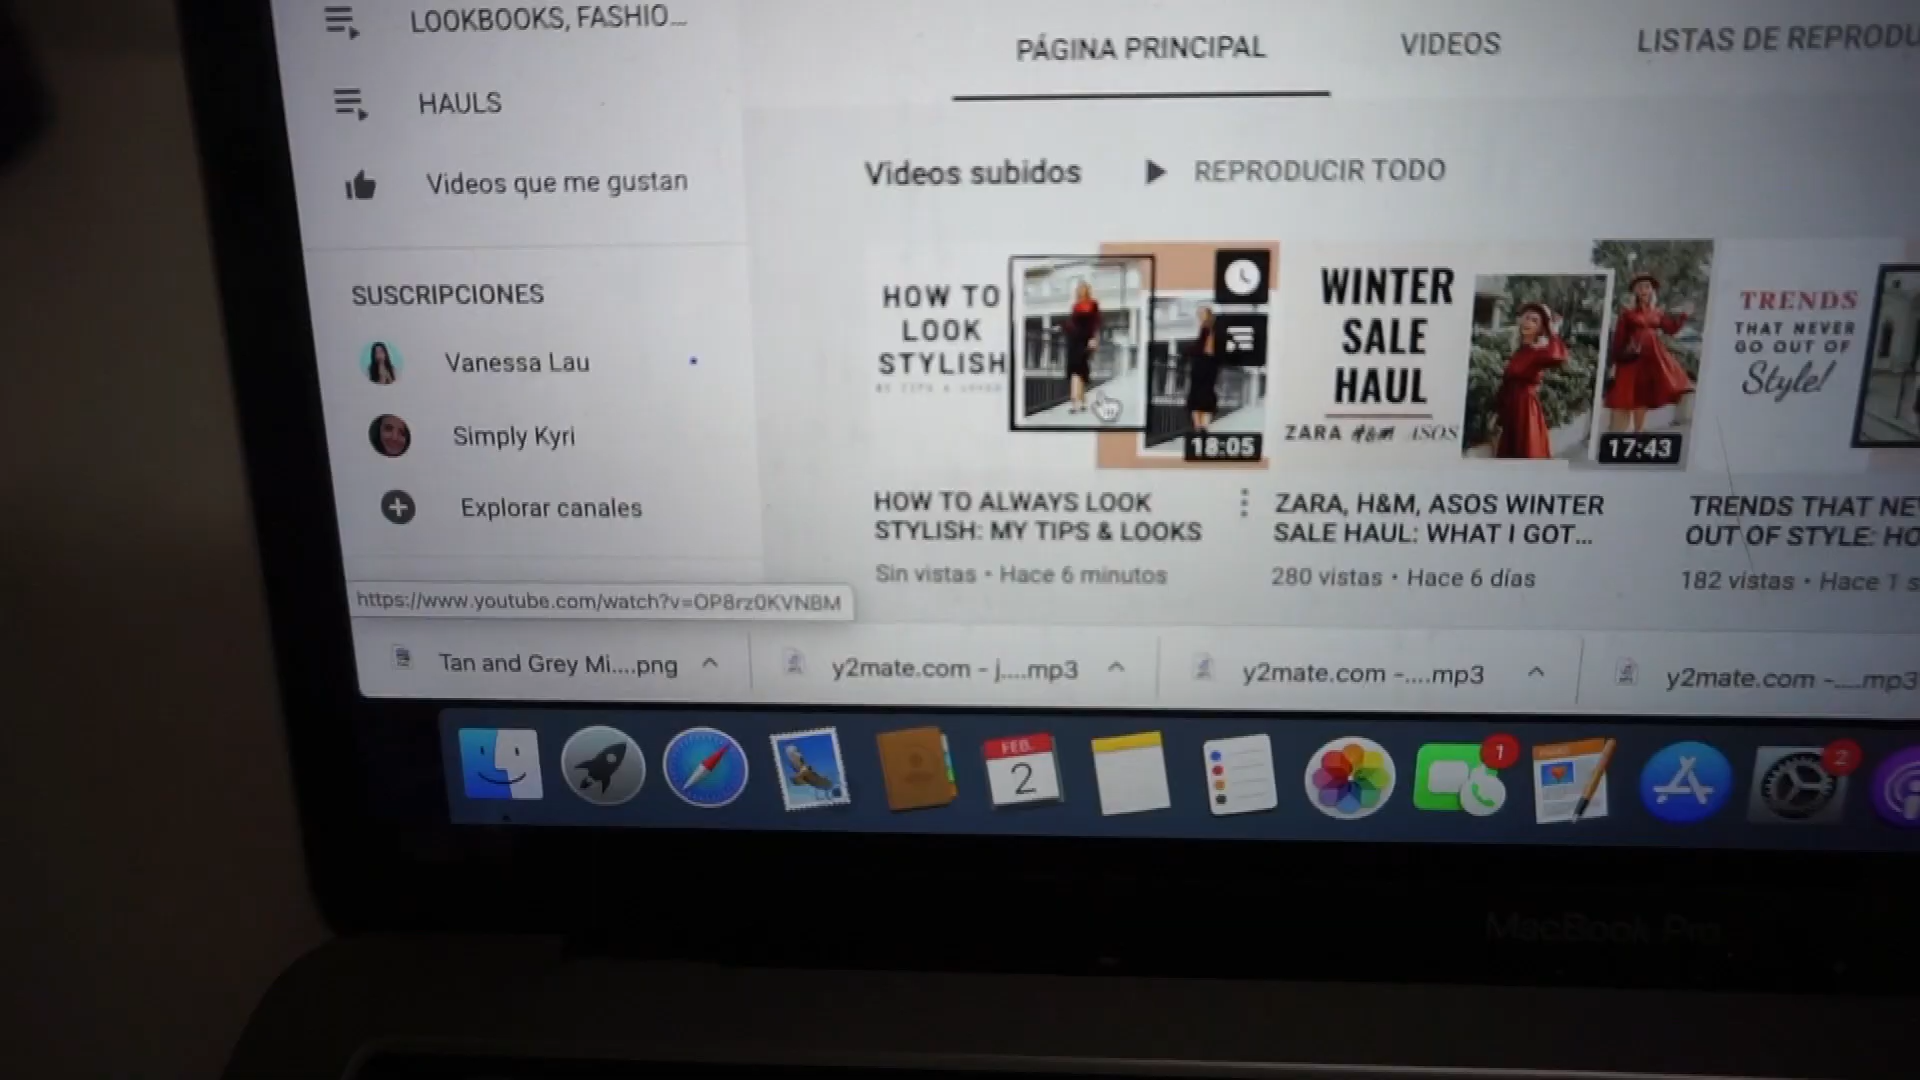 LOOKBOOKS, FASHIO...
HAULS
Videos que me gustan
SUSCRIPCIONES
Vanessa Lau
Simply Kyri
Explorar canales
https://www.youtube.com/watch?v=OP8rz0KVNBM
PÁGINA PRINCIPAL
VIDEOS
LISTAS DE REPRODU
Videos subidos
REPRODUCIR TODO
HOW TO
LOOK
STYLISH
18:05
HOW TO ALWAYS LOOK
STYLISH: MY TIPS & LOOKS
Sin vistas • Hace 6 minutos
WINTER
SALE
HAUL
ZARA H&M ASOS
17:43
ZARA, H&M, ASOS WINTER
SALE HAUL: WHAT I GOT...
280 vistas • Hace 6 días
TRENDS
THAT NEVER
GO OUT OF
Style!
TRENDS THAT NE
OUT OF STYLE: HO
182 vistas • Hace 1 s
Tan and Grey Mi....png
y2mate.com - j....mp3
y2mate.com -....mp3
y2mate.com -....mp3
FEB.
2
1
2
MacBook Pro